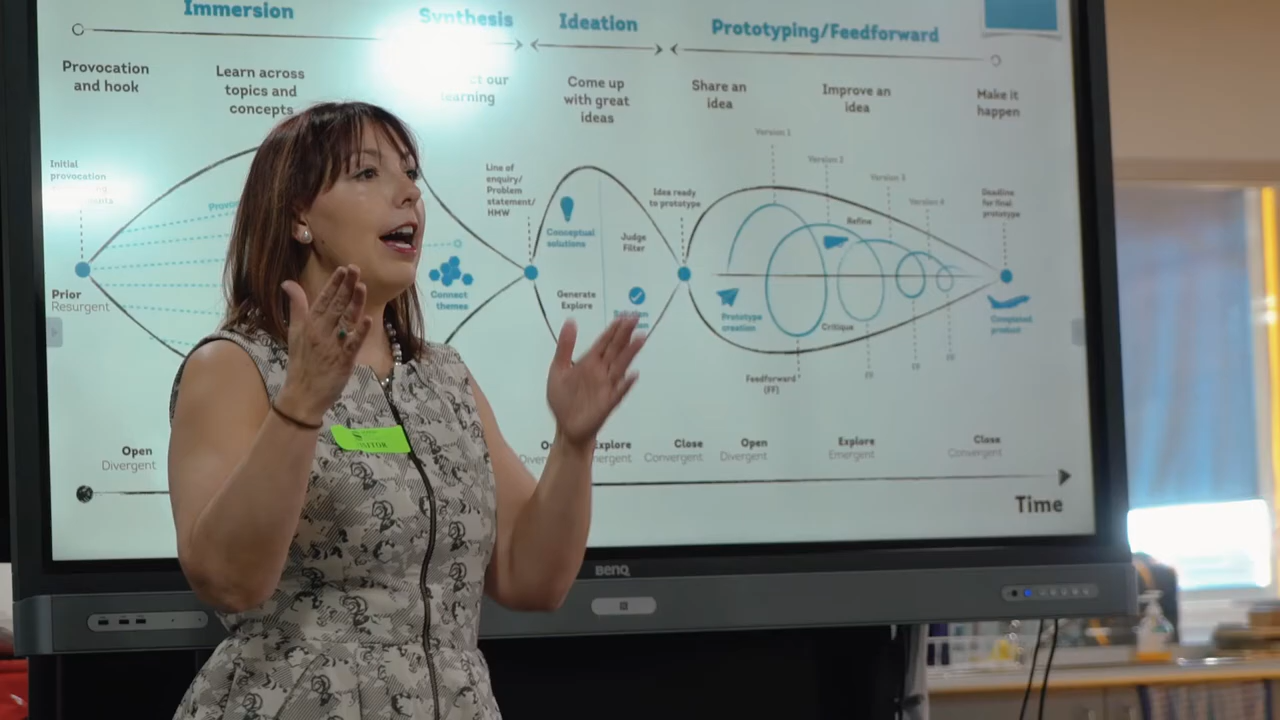 Immersion
Synthesis
Ideation
Prototyping/Feedforward
Provocation
and hook
Learn across
topics and
concepts
our
learning
Come up
with great
ideas
Share an
idea
Improve an
idea
Make it
happen
Initial
provocation
Line of
enquiry/
Problem
statement/
HMW
Conceptual
solutions
Judge
Filter
Generate
Explore
Idea ready
to prototype
Version 1
Version 2
Version 3
Version 4
Refine
Deadline
for final
prototype
Prior
Resurgent
Connect
themes
Prototype
creation
Critique
Completed
product
Feedforward
(FF)
FF
FF
FF
Open
Divergent
Explore
Close
Convergent
Open
Divergent
Explore
Emergent
Close
Convergent
Time
BenQ